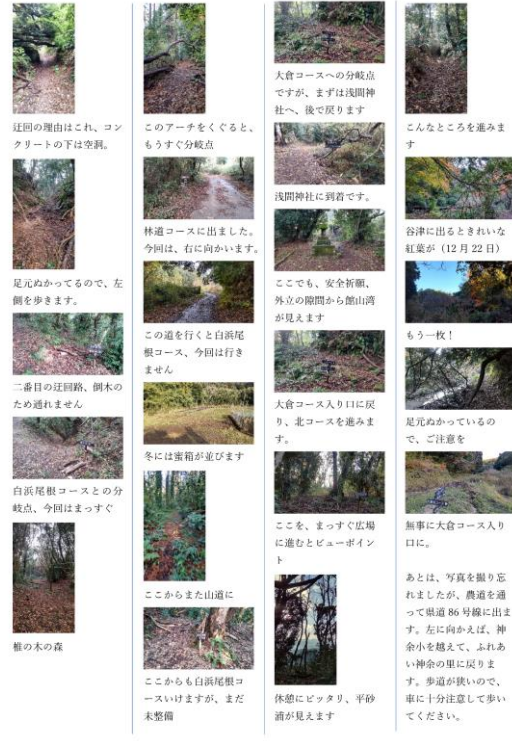 迂回の理由はこれ、コン
クリートの下は空洞。
足元ぬかってるので、左
側を歩きます。
二番目の迂回路、倒木の
ため通れません
白浜尾根コースとの分
岐点、今回はまっすぐ
椎の木の森
このアーチをくぐると、
もうすぐ分岐点
林道コースに出ました。
今回は、右に向かいます。
この道を行くと白浜尾
根コース、今回は行き
ません
冬には蜜箱が並びます
ここからまた山道に
ここからも白浜尾根コ
ースいけますが、まだ
未整備
大倉コースへの分岐点
ですが、まずは浅間神
社へ、後で戻ります
浅間神社に到着です。
ここでも、安全祈願、
外立の隙間から館山湾
が見えます
大倉コース入り口に戻
り、北コースを進みま
す。
ここを、まっすぐ広場
に進むとビューポイン
ト
休憩にピッタリ、平砂
浦が見えます
こんなところを進みま
す
谷津に出るときれいな
紅葉が（12月22日）
もう一枚！
足元ぬかっているの
で、ご注意を
無事に大倉コース入り
口に。
あとは、写真を撮り忘
れましたが、農道を通
って県道 86 号線に出ま
す。左に向かえば、神
余小を越えて、ふれあ
い神余の里に戻りま
す。歩道が狭いので、
車に十分注意して歩い
てください。